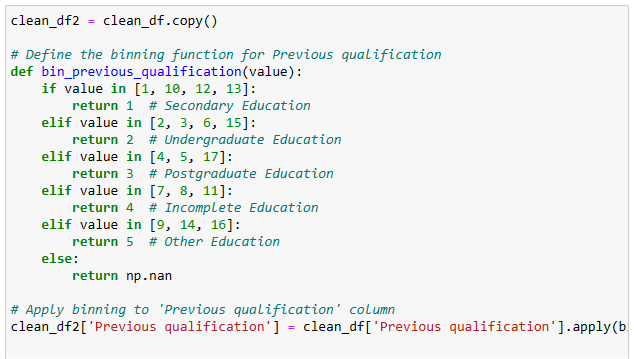 clean_df2 = clean_df.copy()
# Define the binning function for Previous qualification
def bin_previous_qualification(value):
    if value in [1, 10, 12, 13]:
        return 1  # Secondary Education
    elif value in [2, 3, 6, 15]:
        return 2  # Undergraduate Education
    elif value in [4, 5, 17]:
        return 3  # Postgraduate Education
    elif value in [7, 8, 11]:
        return 4  # Incomplete Education
    elif value in [9, 14, 16]:
        return 5  # Other Education
    else:
        return np.nan
# Apply binning to 'Previous qualification' column
clean_df2['Previous qualification'] = clean_df['Previous qualification'].apply(b